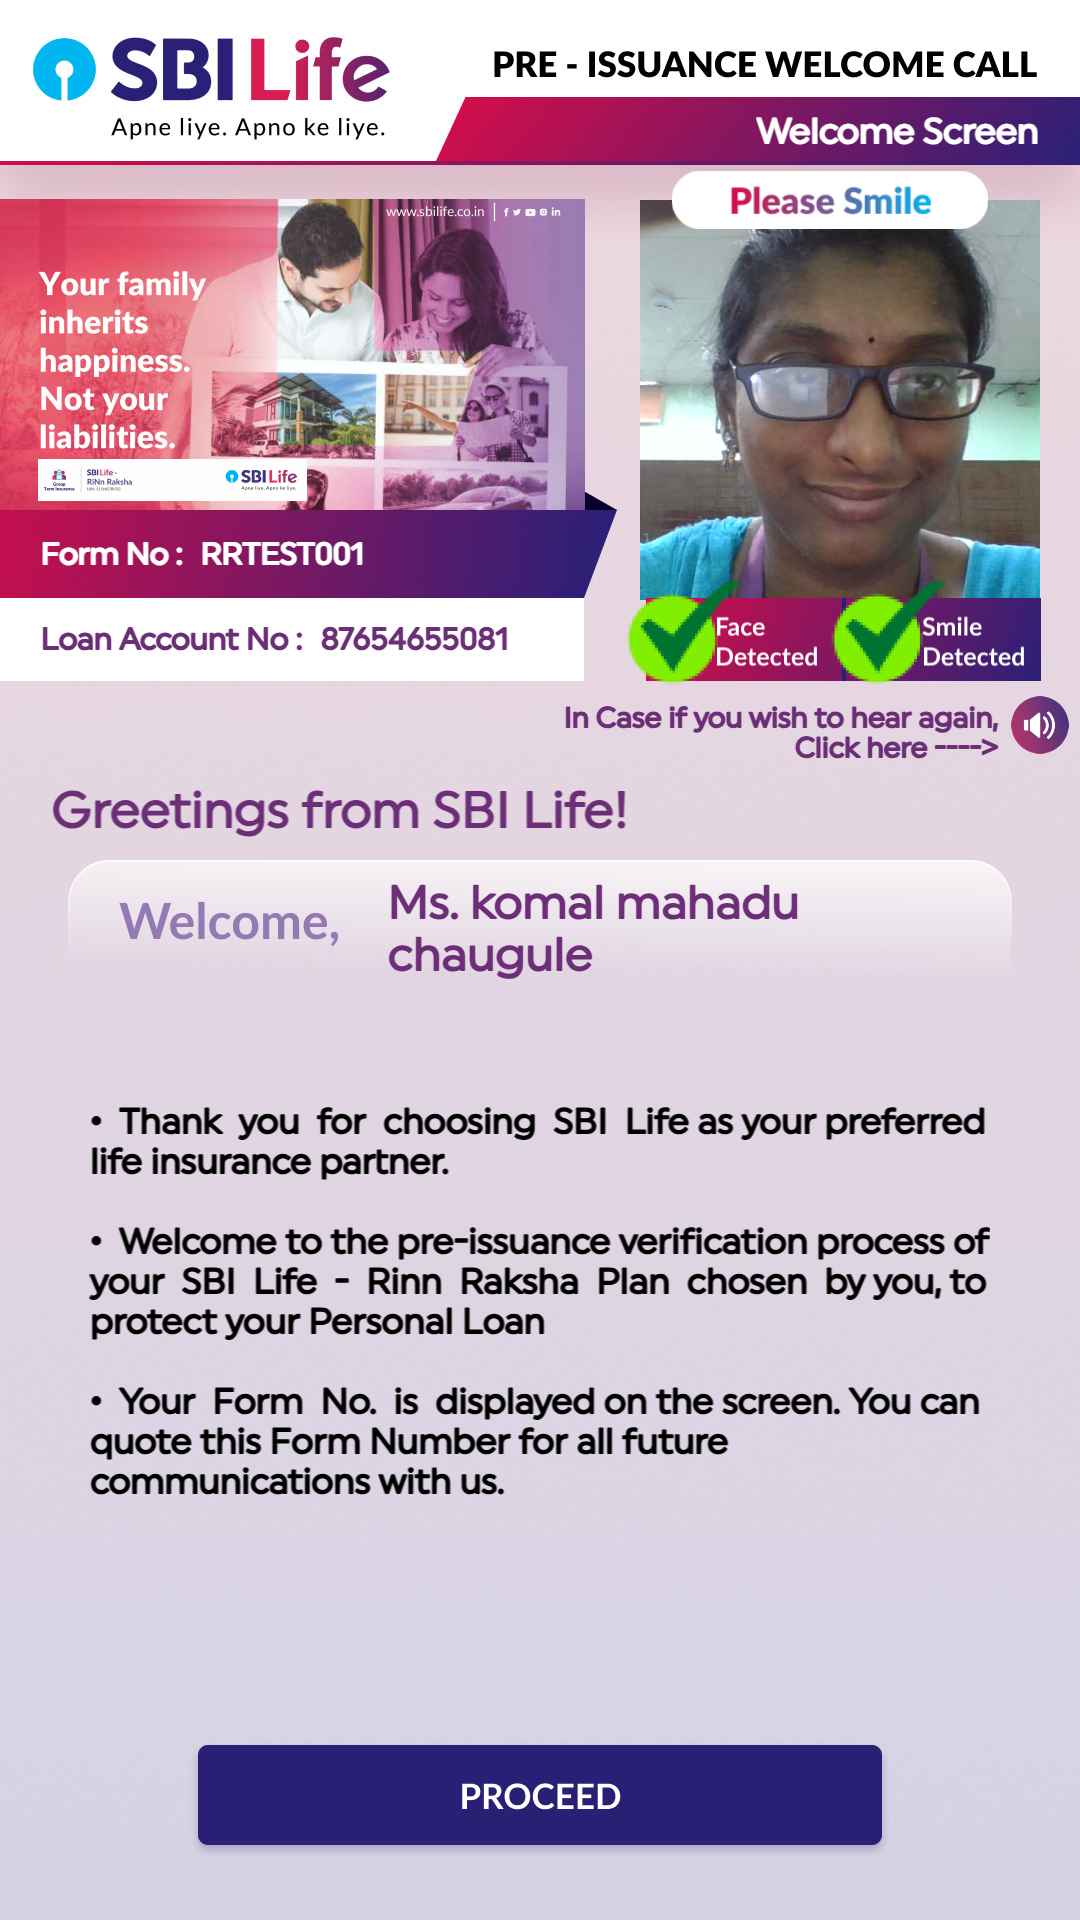 SBI Life
Apne liye. Apno ke liye.
PRE - ISSUANCE WELCOME CALL
Welcome Screen
www.sbilife.co.in
Your family
inherits
happiness.
Not your
liabilities.
Group
Term Insurance
SBI Life -
RiNn Raksha
SBI Life
Apne liye. Apno ke liye.
Please Smile
Form No : RRTEST001
Loan Account No : 87654655081
Face
Detected
Smile
Detected
In Case if you wish to hear again,
Click here ---->
Greetings from SBI Life!
Welcome,
Ms. komal mahadu
chaugule
• Thank you for choosing SBI Life as your preferred
life insurance partner.
• Welcome to the pre-issuance verification process of
your SBI Life - Rinn Raksha Plan chosen by you, to
protect your Personal Loan
• Your Form No. is displayed on the screen. You can
quote this Form Number for all future
communications with us.
PROCEED